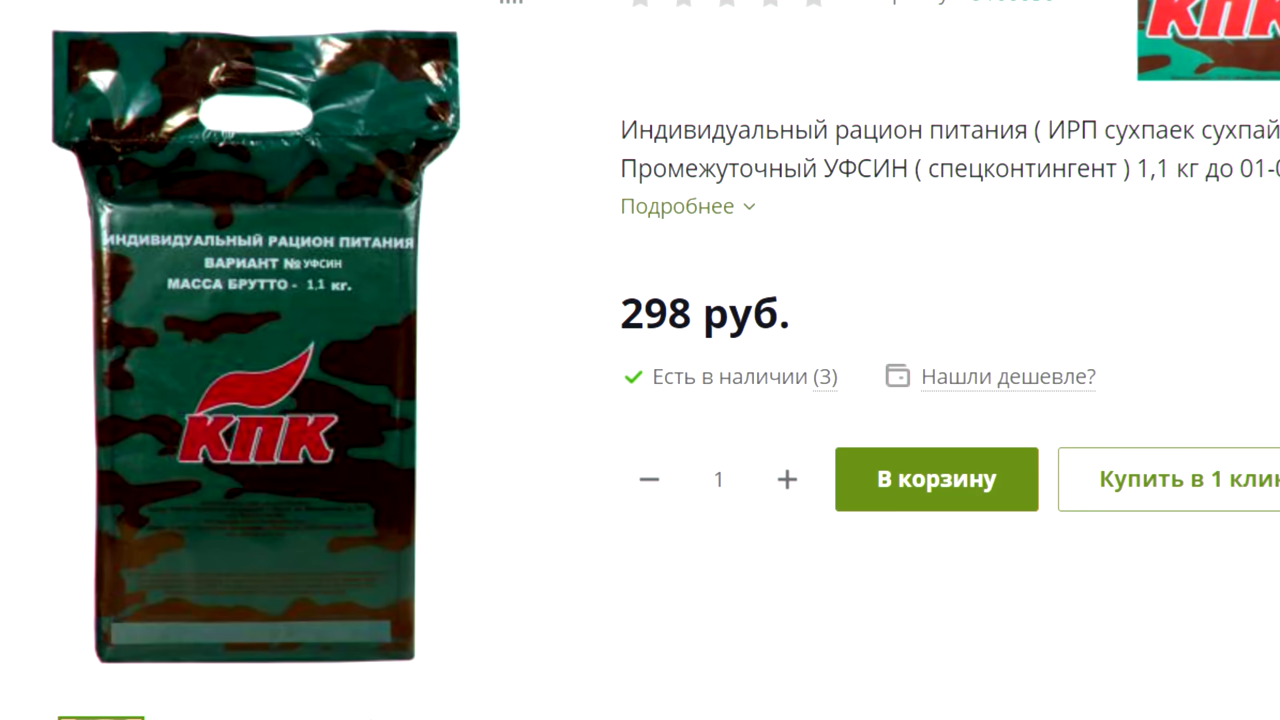 ИНДИВИДУАЛЬНЫЙ РАЦИОН ПИТАНИЯ
ВАРИАНТ № УФСИН
МАССА БРУТТО - 1,1 кг.
КПК
КПК
Индивидуальный рацион питания ( ИРП сухпаек сухпай
Промежуточный УФСИН ( спецконтингент ) 1,1 кг до 01-
Подробнее
298 руб.
Есть в наличии (3)
Нашли дешевле?
1
В корзину
Купить в 1 кли